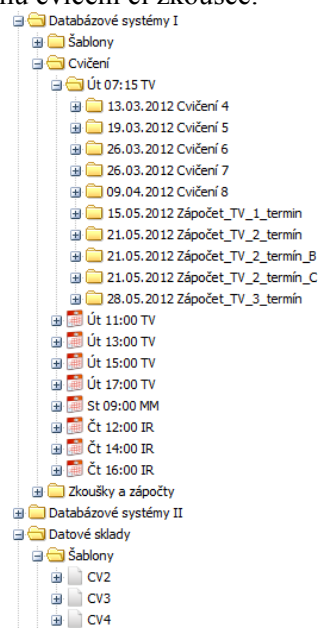 Databázové systémy I
Šablony
Cvičení
Út 07:15 TV
13.03.2012 Cvičení 4
19.03.2012 Cvičení 5
26.03.2012 Cvičení 6
26.03.2012 Cvičení 7
09.04.2012 Cvičení 8
15.05.2012 Zápočet_TV_1_termin
21.05.2012 Zápočet_TV_2_termín
21.05.2012 Zápočet_TV_2_termín_B
21.05.2012 Zápočet_TV_2_termín_C
28.05.2012 Zápočet_TV_3_termín
Út 11:00 TV
Út 13:00 TV
Út 15:00 TV
Út 17:00 TV
St 09:00 MM
Čt 12:00 IR
Čt 14:00 IR
Čt 16:00 IR
Zkoušky a zápočty
Databázové systémy II
Datové sklady
Šablony
CV2
CV3
CV4